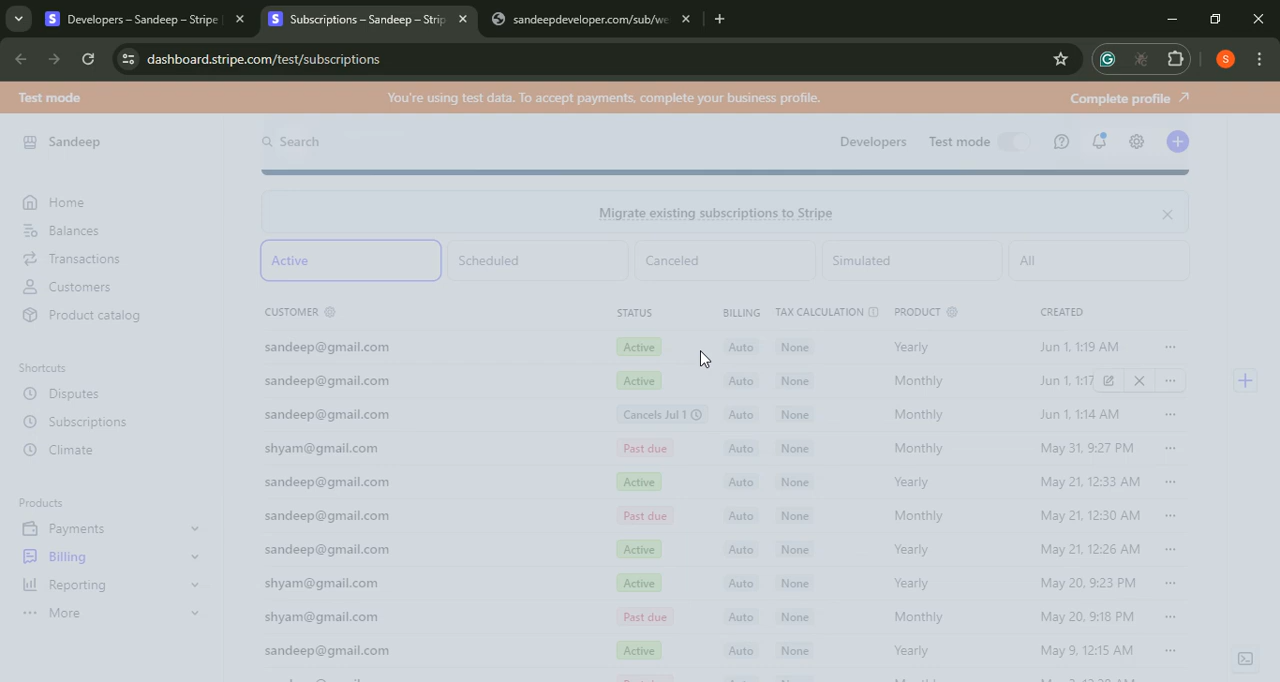 Developers – Sandeep – Stripe
Subscriptions – Sandeep – Strip
sandeepdeveloper.com/sub/we
dashboard.stripe.com/test/subscriptions
S
Test mode
You're using test data. To accept payments, complete your business profile.
Complete profile
Sandeep
Search
Developers
Test mode
Home
Balances
Transactions
Customers
Product catalog
Shortcuts
Disputes
Subscriptions
Climate
Products
Payments
Billing
Reporting
More
Migrate existing subscriptions to Stripe
Active Scheduled Canceled Simulated All
CUSTOMER STATUS BILLING TAX CALCULATION PRODUCT CREATED
sandeep@gmail.com Active Auto None Yearly Jun 1, 1:19 AM
sandeep@gmail.com Active Auto None Monthly Jun 1, 1:17
sandeep@gmail.com Cancels Jul 1 Auto None Monthly Jun 1, 1:14 AM
shyam@gmail.com Past due Auto None Monthly May 31, 9:27 PM
sandeep@gmail.com Active Auto None Yearly May 21, 12:33 AM
sandeep@gmail.com Past due Auto None Monthly May 21, 12:30 AM
sandeep@gmail.com Active Auto None Yearly May 21, 12:26 AM
shyam@gmail.com Active Auto None Yearly May 20, 9:23 PM
shyam@gmail.com Past due Auto None Monthly May 20, 9:18 PM
sandeep@gmail.com Active Auto None Yearly May 9, 12:15 AM